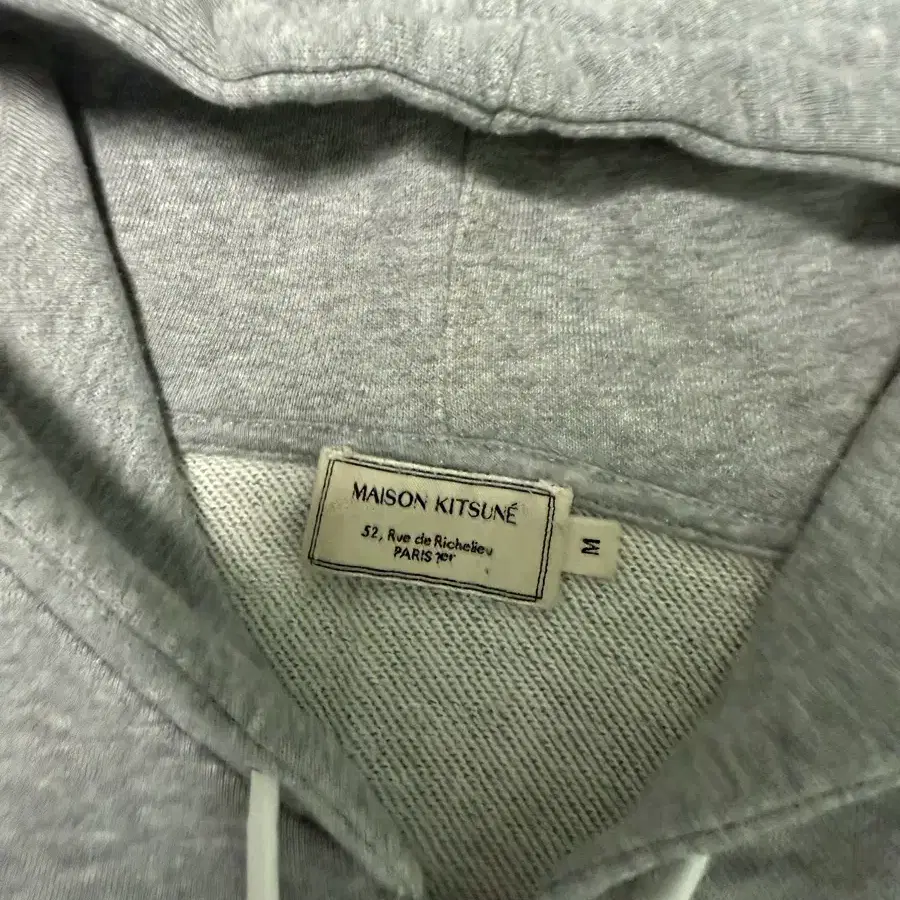 MAISON KITSUNÉ
52, Rue de Richelieu
PARIS 1er
M